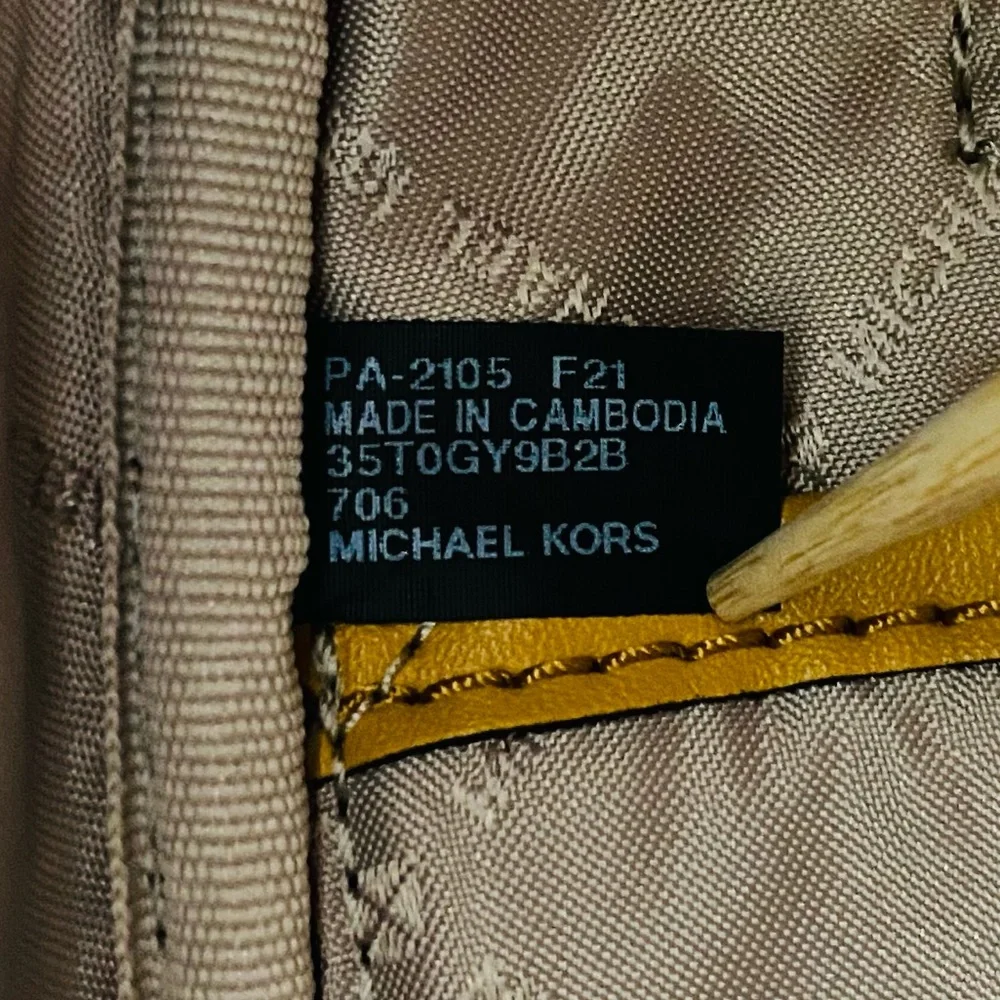 PA-2105 F21
MADE IN CAMBODIA
35T0GY9B2B
706
MICHAEL KORS